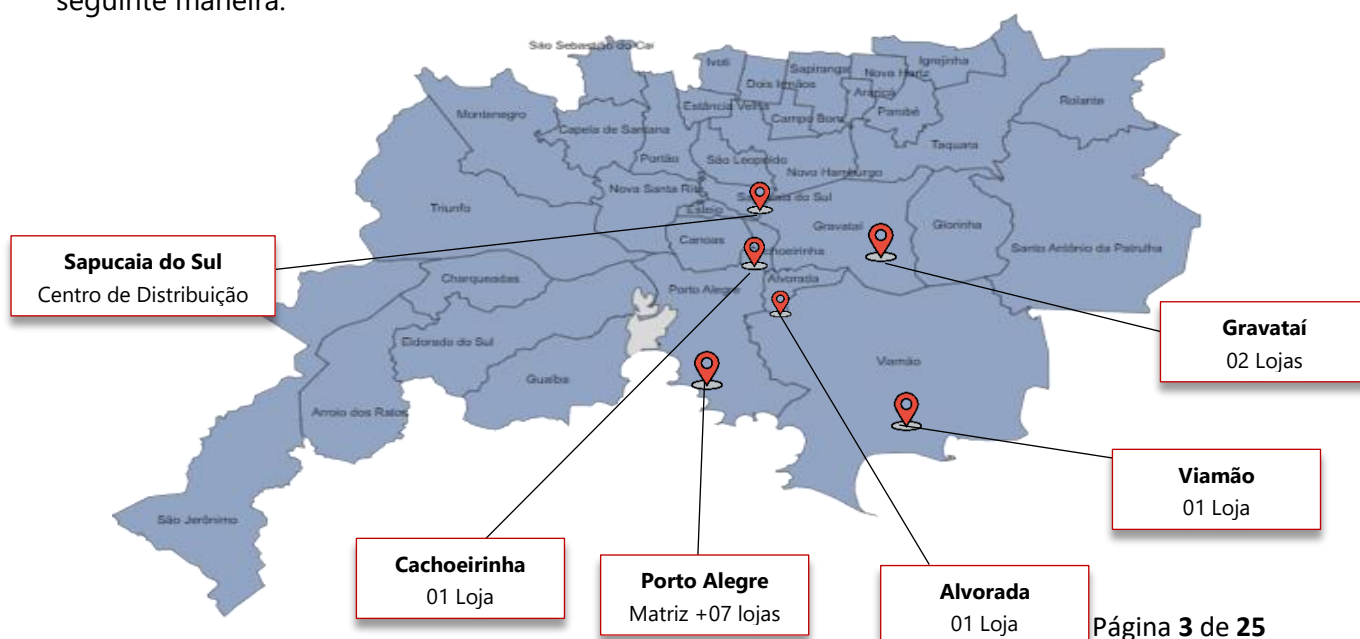 seguinte maneira:
São Sebastião do Caí
Ivoti
Sapiranga
Igrejinha
Nova Hartz
Dois Irmãos
Araricá
Rolante
Estância Velha
Montenegro
Campo Bom
Parobé
Capela de Santana
Taquara
Portão
São Leopoldo
Novo Hamburgo
Nova Santa Rita
Sapucaia do Sul
Esteio
Triunfo
Gravataí
Glorinha
Canoas
Cachoeirinha
Santo Antônio da Patrulha
Sapucaia do Sul
Centro de Distribuição
Charqueadas
Alvorada
Porto Alegre
Gravataí
02 Lojas
Eldorado do Sul
Viamão
Guaíba
Arroio dos Ratos
Viamão
01 Loja
São Jerônimo
Cachoeirinha
01 Loja
Porto Alegre
Matriz +07 lojas
Alvorada
01 Loja
Página 3 de 25